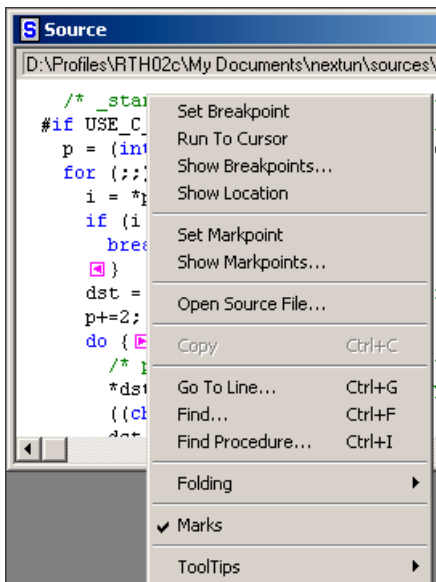 S Source
D:\Profiles\RTH02c\My Documents\nextun\sources\
/* _star
#if USE_C_
p = (int
for (;;)
i = *p
if (i
brea
}
dst =
p+=2;
do {
/* p
*dst
((ch
dst
Set Breakpoint
Run To Cursor
Show Breakpoints...
Show Location
Set Markpoint
Show Markpoints...
Open Source File...
Copy Ctrl+C
Go To Line... Ctrl+G
Find... Ctrl+F
Find Procedure... Ctrl+I
Folding
Marks
ToolTips